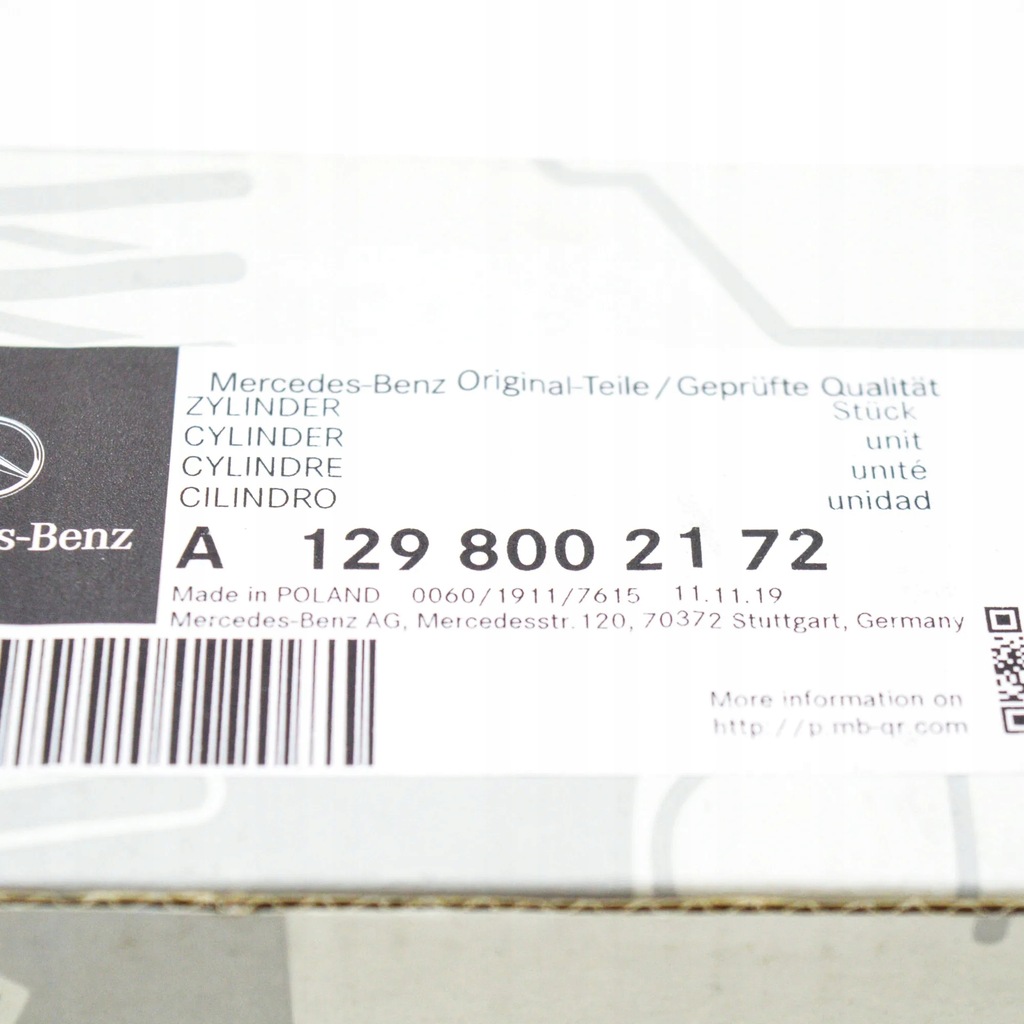 Mercedes-Benz Original-Teile / Geprüfte Qualität
ZYLINDER Stück
CYLINDER unit
CYLINDRE unité
CILINDRO unidad
s-Benz
A 129 800 21 72
Made in POLAND 0060/1911/7615 11.11.19
Mercedes-Benz AG, Mercedesstr. 120, 70372 Stuttgart, Germany
More information on
http://p.mb-qr.com